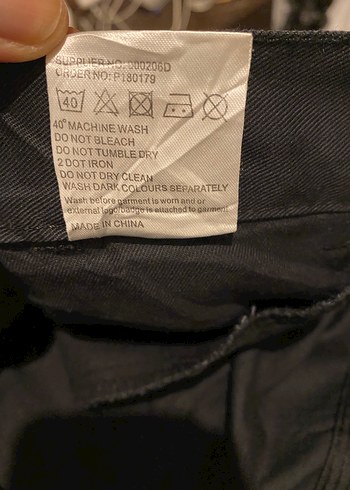 SUPPLIER NO: 300206D
ORDER NO: P180179
40
40° MACHINE WASH
DO NOT BLEACH
DO NOT TUMBLE DRY
2 DOT IRON
DO NOT DRY CLEAN
WASH DARK COLOURS SEPARATELY
Wash before garment is worn and or
external logo/badge is attached to garment
MADE IN CHINA